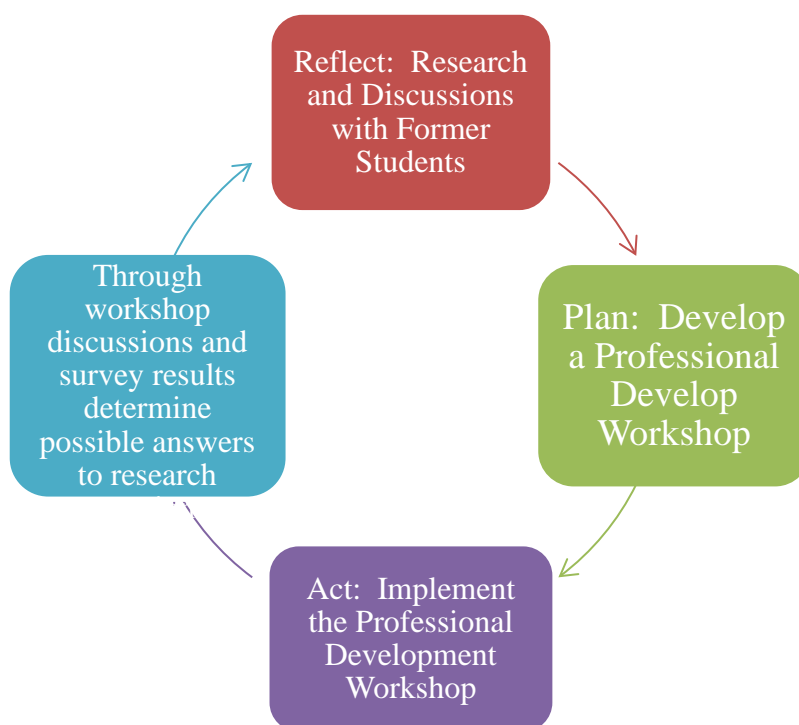 Reflect: Research
and Discussions
with Former
Students
Plan: Develop
a Professional
Develop
Workshop
Act: Implement
the Professional
Development
Workshop
Through
workshop
discussions and
survey results
determine
possible answers
to research